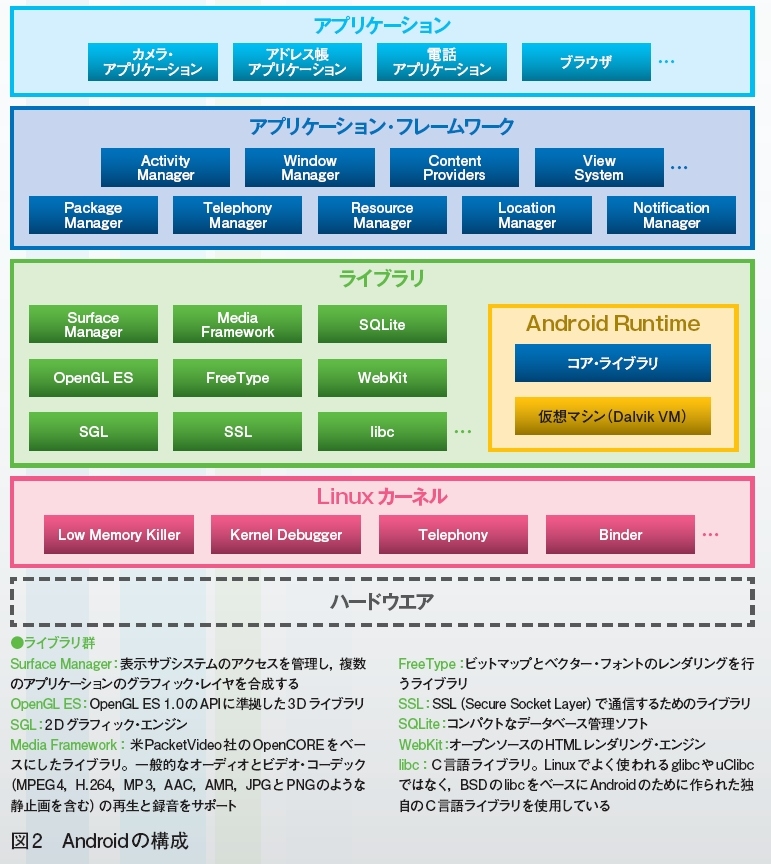 アプリケーション
カメラ・
アプリケーション
アドレス帳
アプリケーション
電話
アプリケーション
ブラウザ
…
アプリケーション・フレームワーク
Activity
Manager
Window
Manager
Content
Providers
View
System
…
Package
Manager
Telephony
Manager
Resource
Manager
Location
Manager
Notification
Manager
ライブラリ
Surface
Manager
Media
Framework
SQLite
OpenGL ES
FreeType
WebKit
SGL
SSL
libc
…
Android Runtime
コア・ライブラリ
仮想マシン（Dalvik VM）
Linux カーネル
Low Memory Killer
Kernel Debugger
Telephony
Binder
…
ハードウエア
●ライブラリ群
Surface Manager：表示サブシステムのアクセスを管理し，複数
のアプリケーションのグラフィック・レイヤを合成する
OpenGL ES：OpenGL ES 1.0のAPIに準拠した3Dライブラリ
SGL：2Dグラフィック・エンジン
Media Framework：米PacketVideo社のOpenCOREをベー
スにしたライブラリ。一般的なオーディオとビデオ・コーデック
（MPEG4，H.264，MP3，AAC，AMR，JPGとPNGのような
静止画を含む）の再生と録音をサポート
FreeType：ビットマップとベクター・フォントのレンダリングを行
うライブラリ
SSL：SSL（Secure Socket Layer）で通信するためのライブラリ
SQLite：コンパクトなデータベース管理ソフト
WebKit：オープンソースのHTMLレンダリング・エンジン
libc：C言語ライブラリ。Linuxでよく使われるglibcやuClibc
ではなく，BSDのlibcをベースにAndroidのために作られた独
自のC言語ライブラリを使用している
図2　Androidの構成